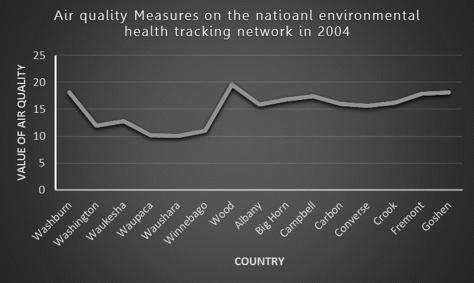 Air quality Measures on the natioanl environmental
health tracking network in 2004
VALUE OF AIR QUALITY
25
20
15
10
5
0
Washburn
Washington
Waukesha
Waupaca
Waushara
Winnebago
Wood
Albany
Big Horn
Campbell
Carbon
Converse
Crook
Fremont
Goshen
COUNTRY